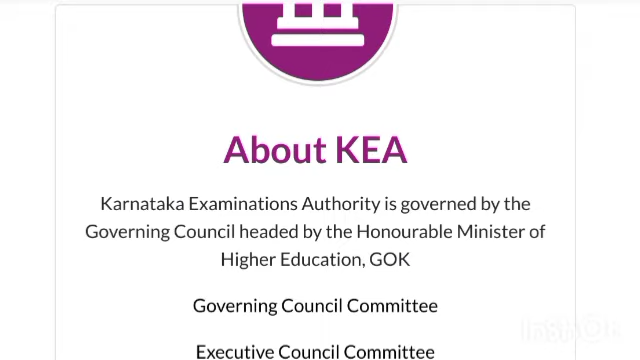 About KEA
Karnataka Examinations Authority is governed by the
Governing Council headed by the Honourable Minister of
Higher Education, GOK
Governing Council Committee
Executive Council Committee